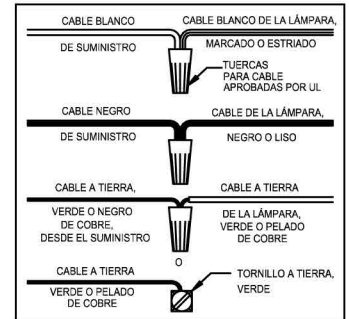 CABLE BLANCO
DE SUMINISTRO
CABLE BLANCO DE LA LÁMPARA,
MARCADO O ESTRIADO
TUERCAS
PARA CABLE
APROBADAS POR UL
CABLE NEGRO
DE SUMINISTRO
CABLE DE LA LÁMPARA,
NEGRO O LISO
CABLE A TIERRA,
VERDE O NEGRO
DE COBRE,
DESDE EL SUMINISTRO
CABLE A TIERRA
DE LA LÁMPARA,
VERDE O PELADO
DE COBRE
O
CABLE A TIERRA
VERDE O PELADO
DE COBRE
TORNILLO A TIERRA,
VERDE